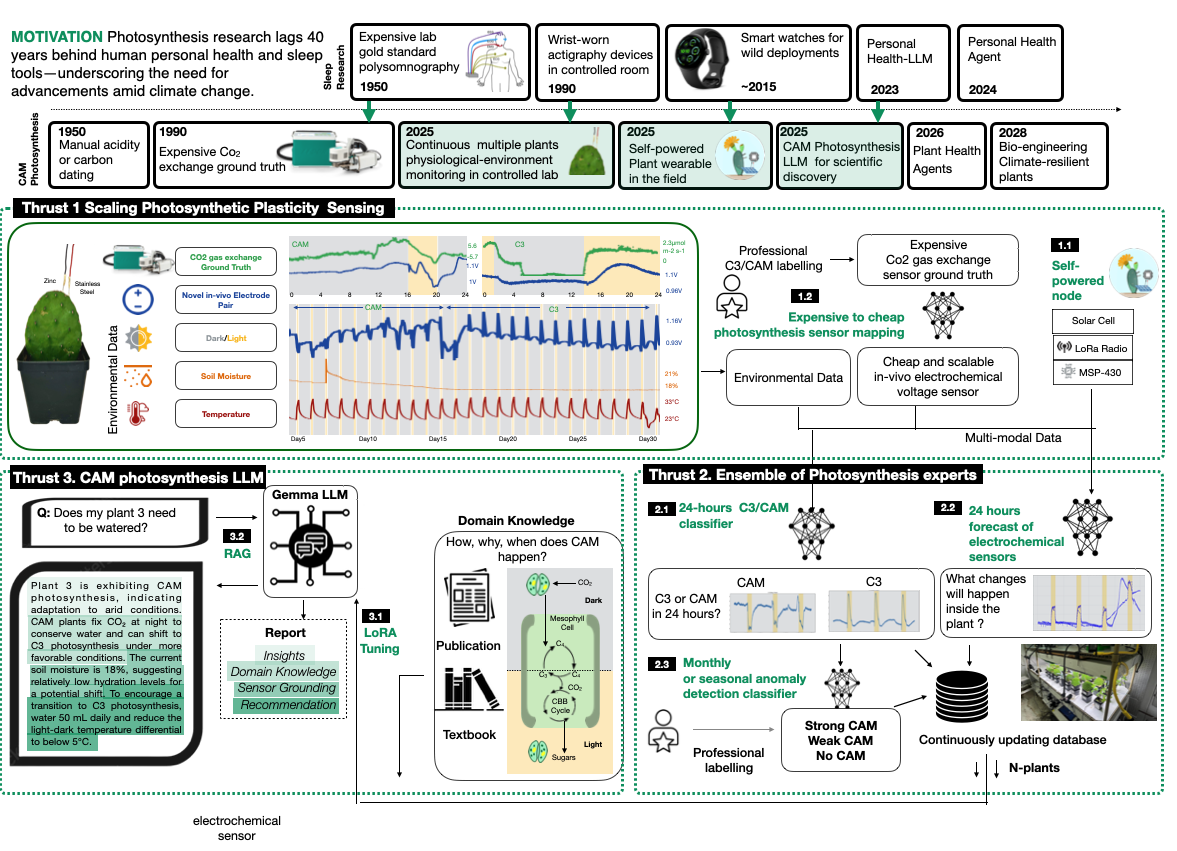 MOTIVATION Photosynthesis research lags 40
years behind human personal health and sleep
tools—underscoring the need for
advancements amid climate change.
Sleep
Research
Expensive lab
gold standard
polysomnography
1950
Wrist-worn
actigraphy devices
in controlled room
1990
Smart watches for
wild deployments
~2015
Personal
Health-LLM
2023
Personal Health
Agent
2024
CAM
Photosynthesis
1950
Manual acidity
or carbon
dating
1990
Expensive Co2
exchange ground truth
2025
Continuous multiple plants
physiological-environment
monitoring in controlled lab
2025
Self-powered
Plant wearable
in the field
2025
CAM Photosynthesis
LLM for scientific
discovery
2026
Plant Health
Agents
2028
Bio-engineering
Climate-resilient
plants
Thrust 1 Scaling Photosynthetic Plasticity Sensing
Zinc
Stainless
Steel
Environmental Data
CO2 gas exchange
Ground Truth
Novel in-vivo Electrode
Pair
Dark/Light
Soil Moisture
Temperature
CAM
5.6
-5.7
1.1V
1V
0 4 8 12 16 20 24
C3
2.3μmol
m-2 s-1
0
1.1V
0.96V
0 4 8 12 16 20 24
CAM
C3
1.16V
0.93V
21%
18%
33°C
23°C
Day5 Day10 Day15 Day20 Day25 Day30
Professional
C3/CAM labelling
Expensive
Co2 gas exchange
sensor ground truth
1.2
Expensive to cheap
photosynthesis sensor mapping
Environmental Data
Cheap and scalable
in-vivo electrochemical
voltage sensor
1.1
Self-
powered
node
Solar Cell
LoRa Radio
MSP-430
Multi-modal Data
Thrust 3. CAM photosynthesis LLM
Q: Does my plant 3 need
to be watered?
3.2
RAG
Gemma LLM
Plant 3 is exhibiting CAM
photosynthesis, indicating
adaptation to arid conditions.
CAM plants fix CO₂ at night to
conserve water and can shift to
C3 photosynthesis under more
favorable conditions. The current
soil moisture is 18%, suggesting
relatively low hydration levels for
a potential shift. To encourage a
transition to C3 photosynthesis,
water 50 mL daily and reduce the
light-dark temperature differential
to below 5°C.
Report
Insights
Domain Knowledge
Sensor Grounding
Recommendation
3.1
LoRA
Tuning
Domain Knowledge
How, why, when does CAM
happen?
Publication
Textbook
CO₂
Dark
Mesophyll
Cell
C₄
C₃
C₄
CO₂
CBB
Cycle
Light
Sugars
Thrust 2. Ensemble of Photosynthesis experts
2.1
24-hours C3/CAM
classifier
2.2
24 hours
forecast of
electrochemical
sensors
C3 or CAM
in 24 hours?
CAM
C3
What changes
will happen
inside the
plant ?
2.3
Monthly
or seasonal anomaly
detection classifier
Professional
labelling
Strong CAM
Weak CAM
No CAM
Continuously updating database
N-plants
electrochemical
sensor